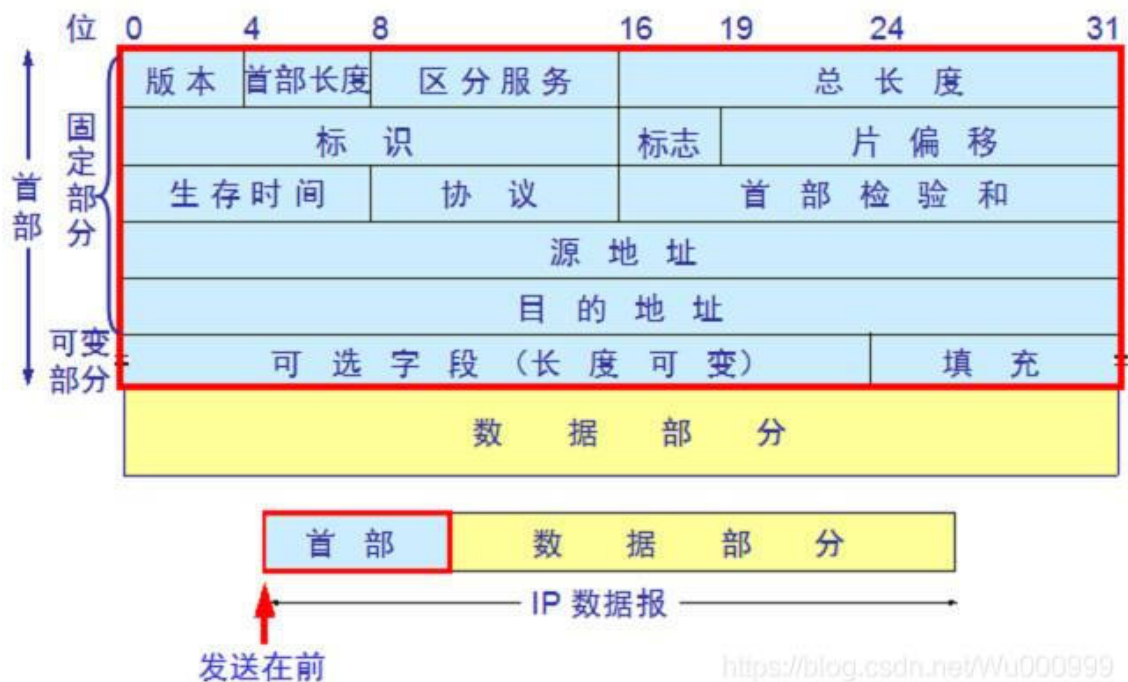 位 0 4 8 16 19 24 31
版 本 首部长度 区 分 服 务 总 长 度
标 识 标志 片 偏 移
生 存 时 间 协 议 首 部 检 验 和
源 地 址
目 的 地 址
可 选 字 段 （长 度 可 变） 填 充
首部
固定部分
可变部分
数 据 部 分
首 部 数 据 部 分
IP 数据报
发送在前
https://blog.csdn.net/Wu000999